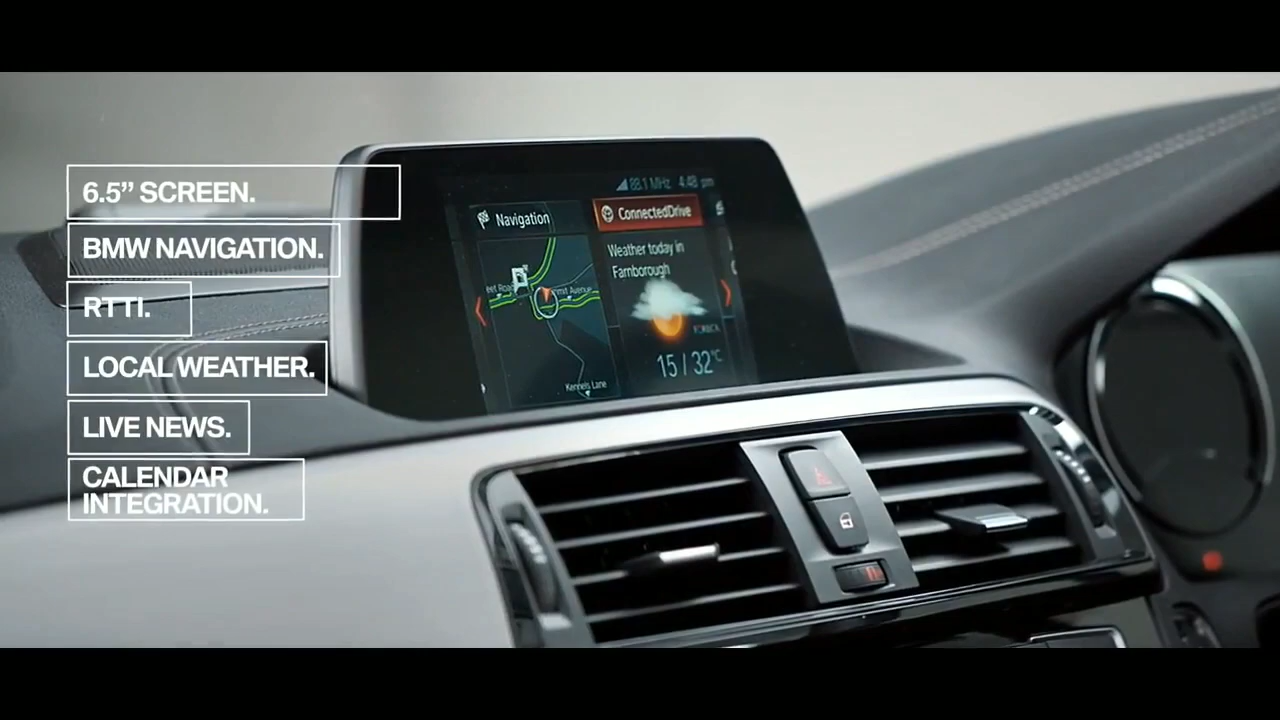 6.5” SCREEN.
BMW NAVIGATION.
RTTI.
LOCAL WEATHER.
LIVE NEWS.
CALENDAR
INTEGRATION.
88.1 MHz 4:48 pm
Navigation
ConnectedDrive
Weather today in
Farnborough
Avenue
15 / 32°C
Kennels Lane